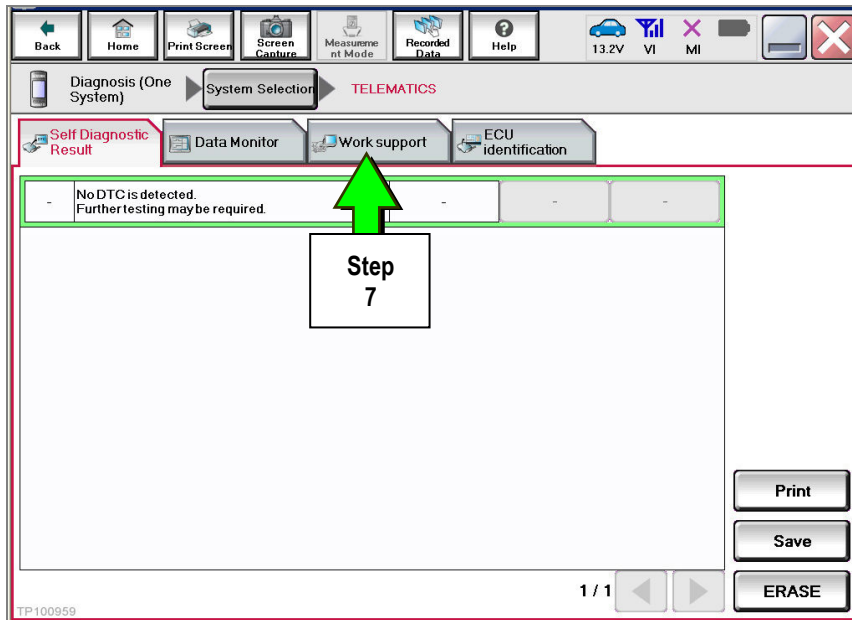 Back
Home
Print Screen
Screen
Capture
Measureme
nt Mode
Recorded
Data
Help
13.2V
VI
MI
Diagnosis (One
System)
System Selection
TELEMATICS
Self Diagnostic
Result
Data Monitor
Work support
ECU
identification
-
No DTC is detected.
Further testing may be required.
-
-
-
Step
7
Print
Save
1 / 1
ERASE
TP100959